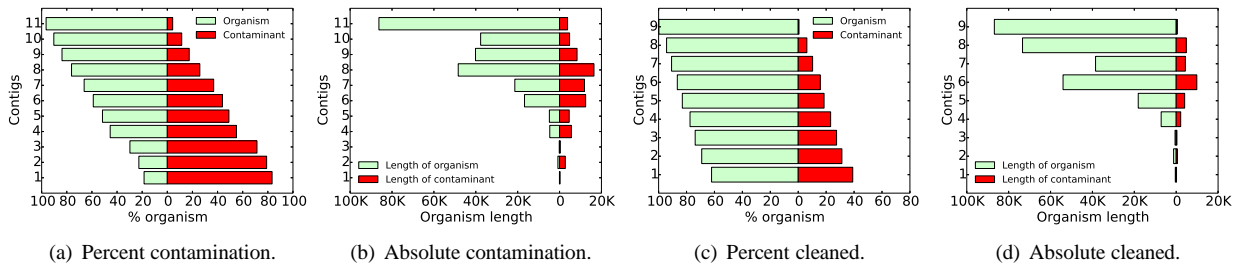 11
10
9
8
7
6
5
4
3
2
1
Contigs
Organism
Contaminant
100 80 60 40 20 0 20 40 60 80 100
% organism
(a) Percent contamination.
11
10
9
8
7
6
5
4
3
2
1
Contigs
Length of organism
Length of contaminant
100K 80K 60K 40K 20K 0 20K
Organism length
(b) Absolute contamination.
9
8
7
6
5
4
3
2
1
Contigs
Organism
Contaminant
100 80 60 40 20 0 20 40 60 80
% organism
(c) Percent cleaned.
9
8
7
6
5
4
3
2
1
Contigs
Length of organism
Length of contaminant
100K 80K 60K 40K 20K 0 20K
Organism length
(d) Absolute cleaned.